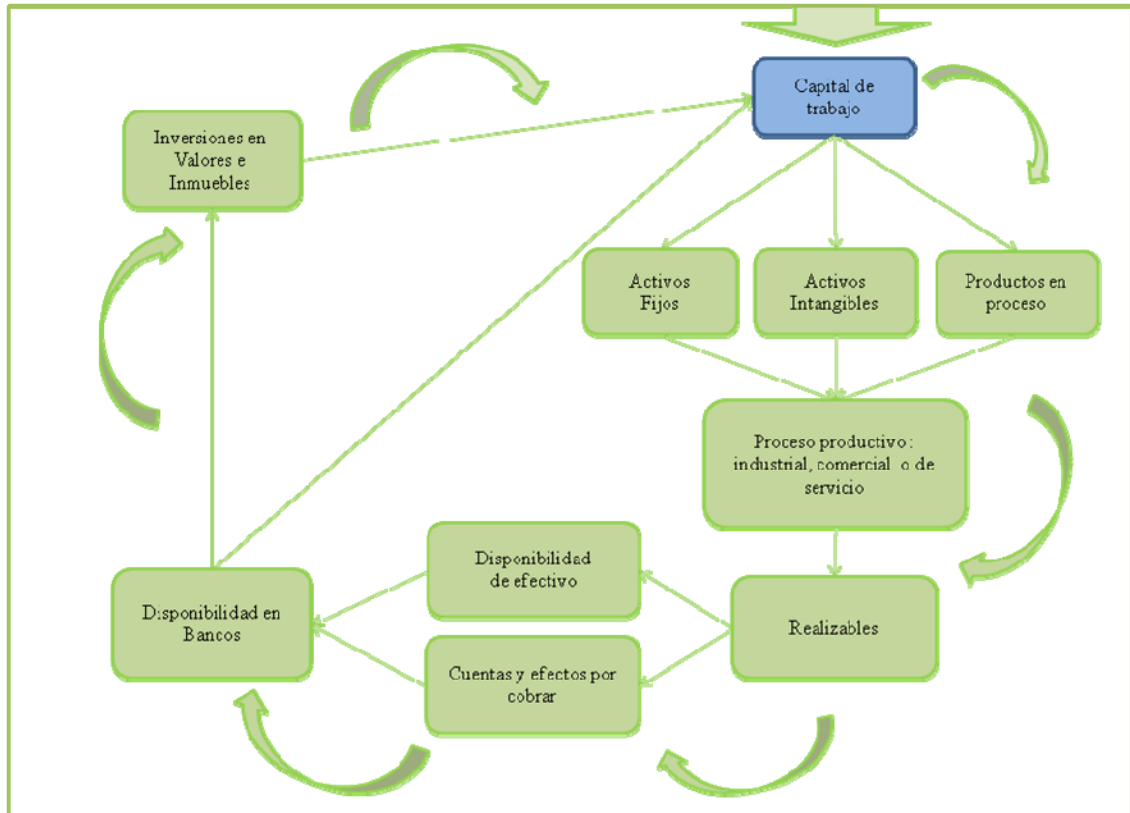 Capital de
trabajo
Inversiones en
Valores e
Inmuebles
Activos
Fijos
Activos
Intangibles
Productos en
proceso
Proceso productivo :
industrial, comercial o de
servicio
Disponibilidad
de efectivo
Disponibilidad en
Bancos
Realizables
Cuentas y efectos por
cobrar